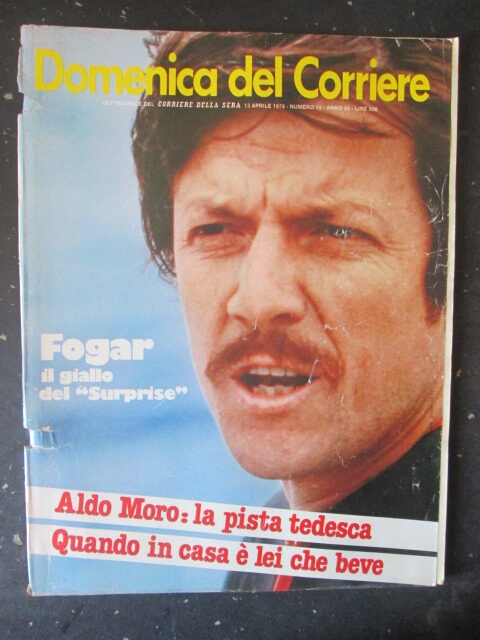 Domenica del Corriere
SETTIMANALE DEL CORRIERE DELLA SERA 13 APRILE 1978 - NUMERO 15 - ANNO 80 - LIRE 500
Fogar
il giallo
del "Surprise"
Aldo Moro: la pista tedesca
Quando in casa è lei che beve